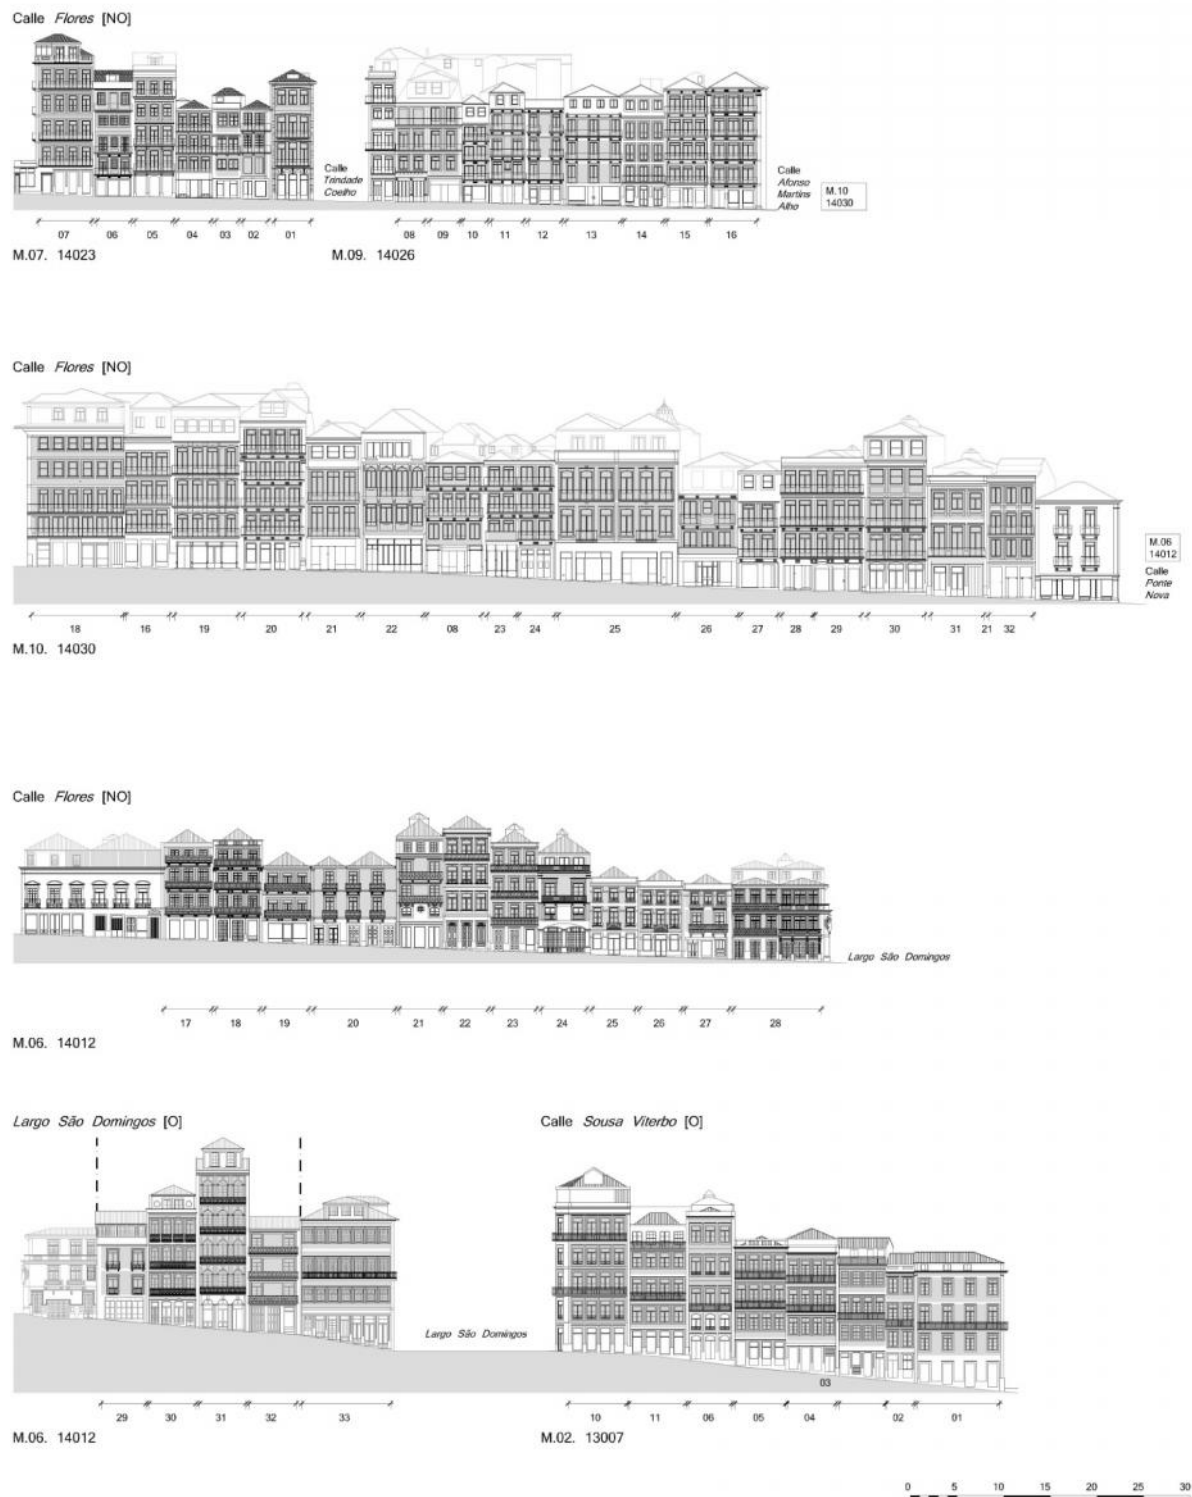 Calle Flores [NO]
Calle
Trindade
Coelho
Calle
Afonso
Martins
Alho
M.10
14030
07 06 05 04 03 02 01
08 09 10 11 12 13 14 15 16
M.07. 14023
M.09. 14026
Calle Flores [NO]
M.06
14012
Calle
Ponte
Nova
18 16 19 20 21 22 08 23 24 25 26 27 28 29 30 31 21 32
M.10. 14030
Calle Flores [NO]
Largo São Domingos
17 18 19 20 21 22 23 24 25 26 27 28
M.06. 14012
Largo São Domingos [O]
Calle Sousa Viterbo [O]
Largo São Domingos
03
29 30 31 32 33
10 11 06 05 04 02 01
M.06. 14012
M.02. 13007
0 5 10 15 20 25 30